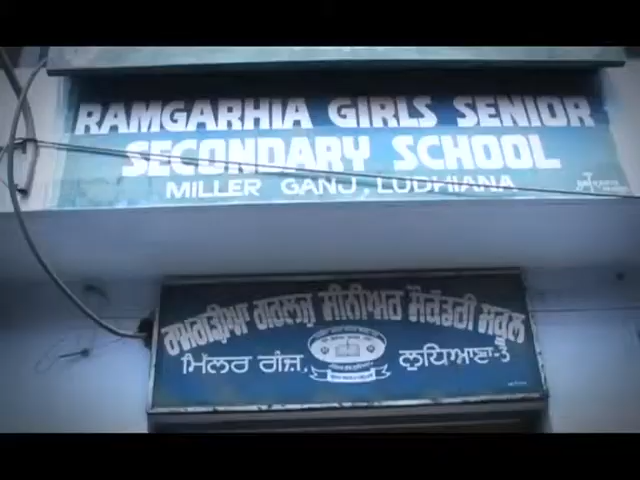 RAMGARHIA GIRLS SENIOR
SECONDARY SCHOOL
MILLER GANJ, LUDHIANA
ਰਾਮਗੜ੍ਹੀਆ ਗਰਲਜ਼ ਸੀਨੀਅਰ ਸੈਕੰਡਰੀ ਸਕੂਲ
ਮਿੱਲਰ ਗੰਜ, ਲੁਧਿਆਣਾ-3